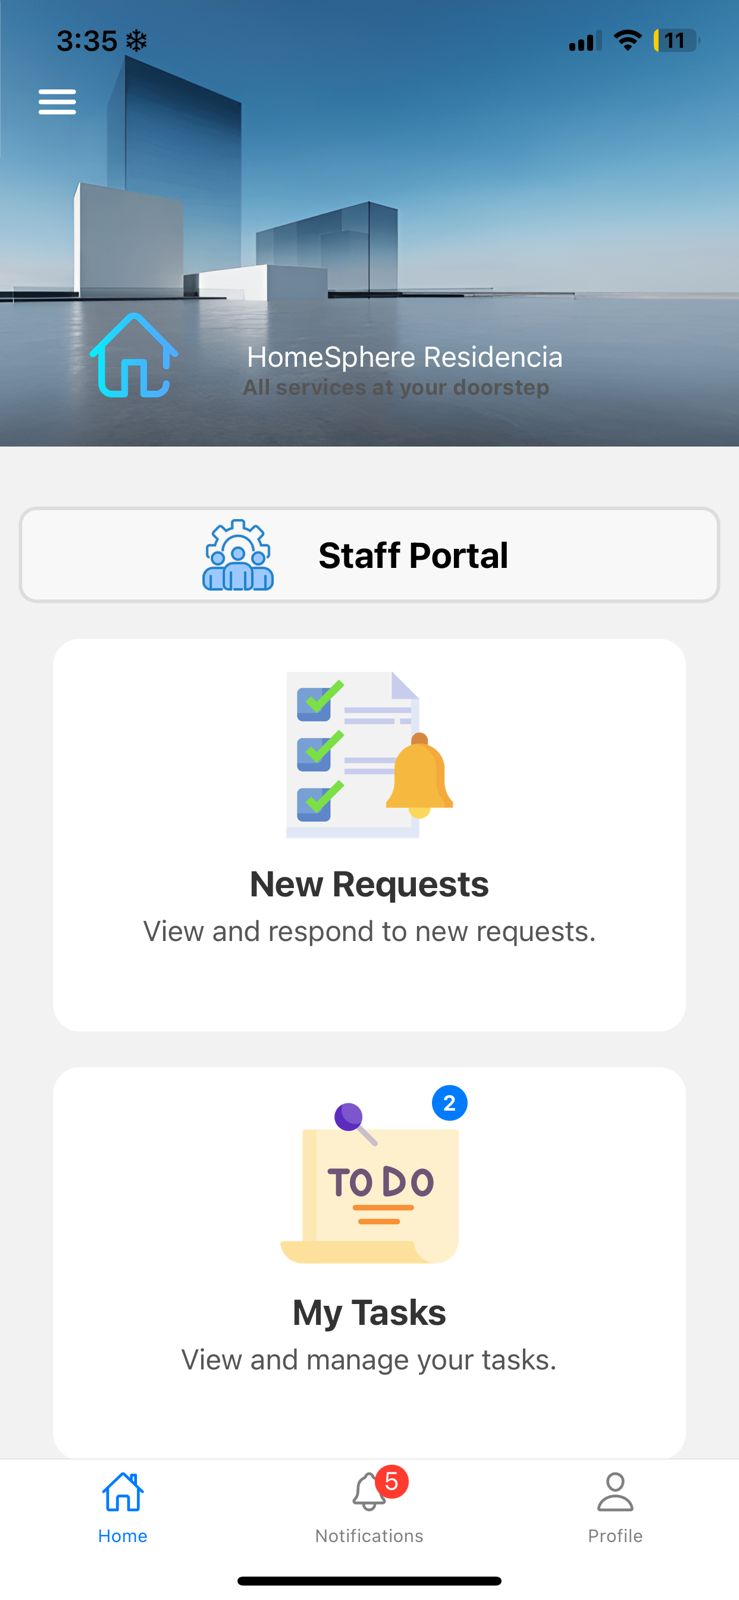 3:35
11
HomeSphere Residencia
All services at your doorstep
Staff Portal
New Requests
View and respond to new requests.
2
TO DO
My Tasks
View and manage your tasks.
5
Home
Notifications
Profile